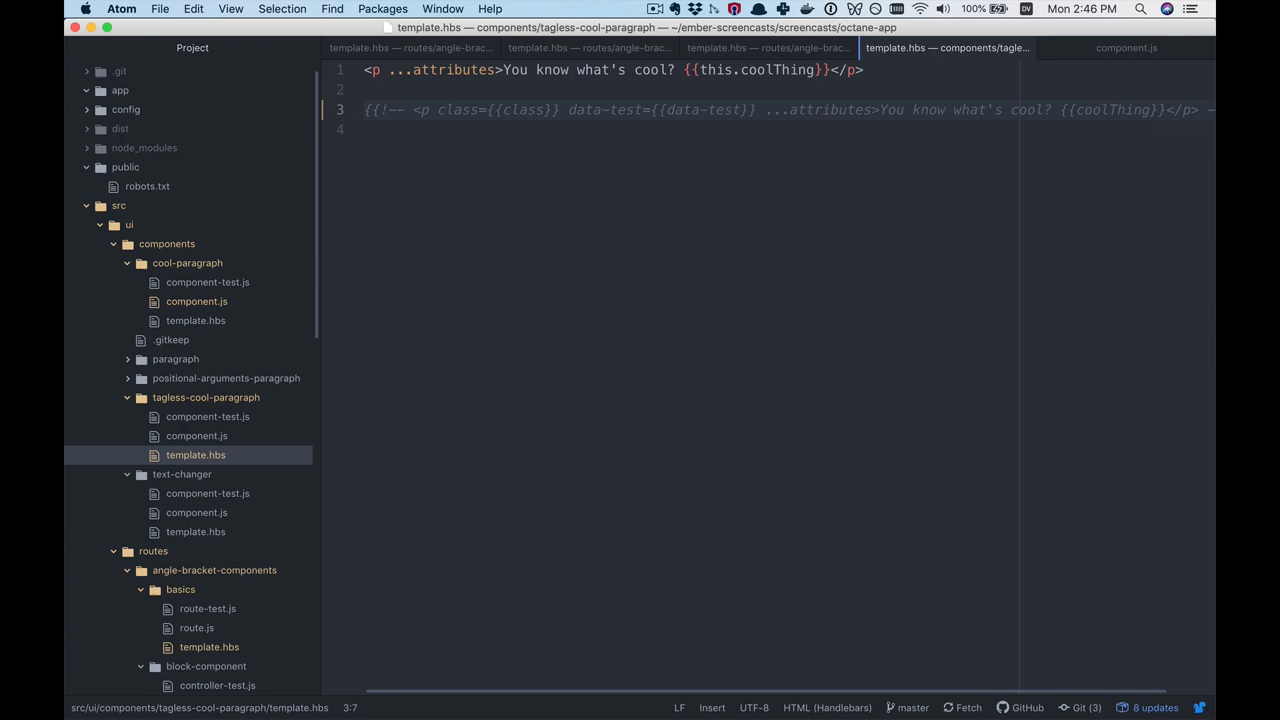 Atom File Edit View Selection Find Packages Window Help 100% DV Mon 2:46 PM
template.hbs — components/tagless-cool-paragraph — ~/ember-screencasts/screencasts/octane-app
Project
template.hbs — routes/angle-brac...
template.hbs — routes/angle-brac...
template.hbs — routes/angle-brac...
template.hbs — components/tagle...
component.js
.git
app
config
dist
node_modules
public
robots.txt
src
ui
components
cool-paragraph
component-test.js
component.js
template.hbs
.gitkeep
paragraph
positional-arguments-paragraph
tagless-cool-paragraph
component-test.js
component.js
template.hbs
text-changer
component-test.js
component.js
template.hbs
routes
angle-bracket-components
basics
route-test.js
route.js
template.hbs
block-component
controller-test.js
1 <p ...attributes>You know what's cool? {{this.coolThing}}</p>
2
3 {{!-- <p class={{class}} data-test={{data-test}} ...attributes>You know what's cool? {{coolThing}}</p> -
4
src/ui/components/tagless-cool-paragraph/template.hbs 3:7 LF Insert UTF-8 HTML (Handlebars) master Fetch GitHub Git (3) 8 updates